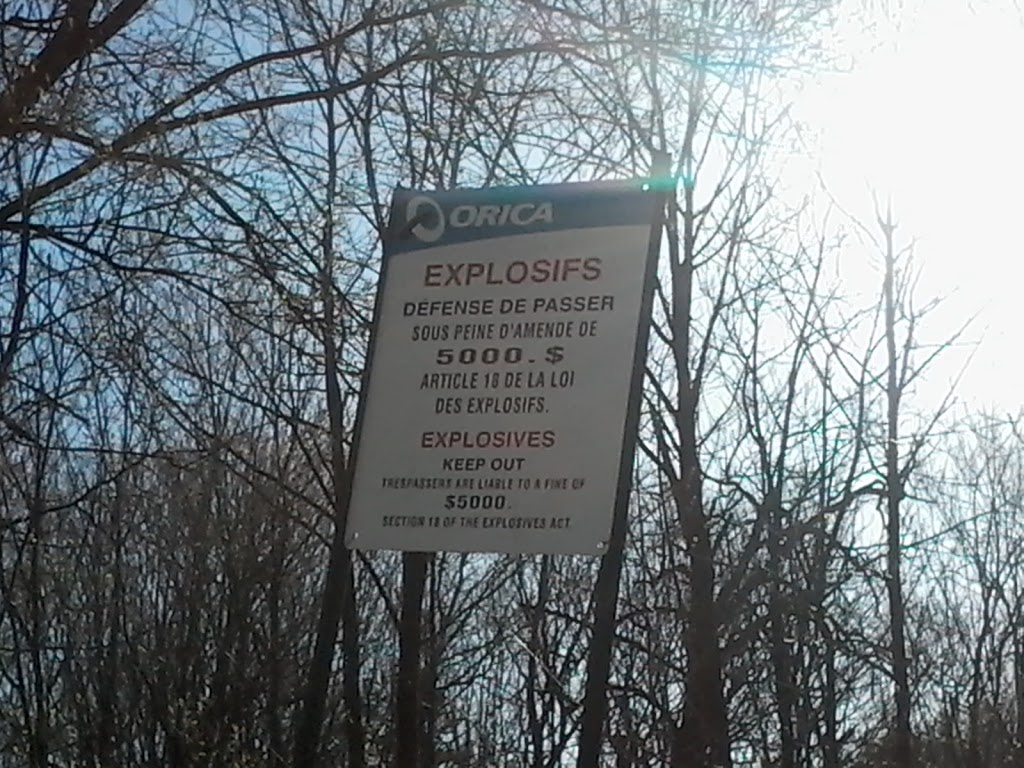 ORICA
EXPLOSIFS
DÉFENSE DE PASSER
SOUS PEINE D'AMENDE DE
5000.$
ARTICLE 18 DE LA LOI
DES EXPLOSIFS.
EXPLOSIVES
KEEP OUT
TRESPASSERS ARE LIABLE TO A FINE OF
$5000.
SECTION 18 OF THE EXPLOSIVES ACT.